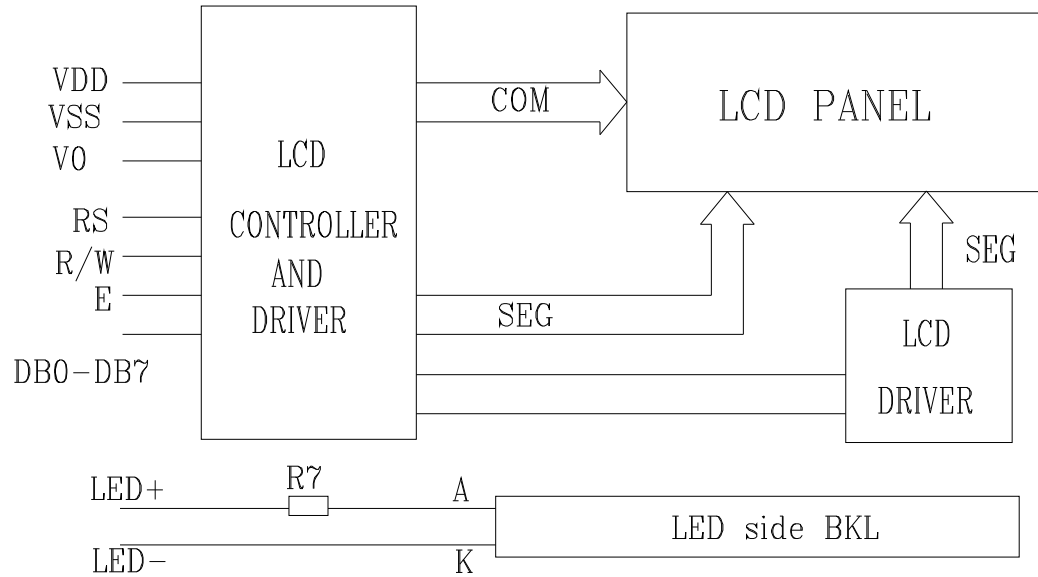 VDD
VSS
V0
RS
R/W
E
DB0-DB7
LCD
CONTROLLER
AND
DRIVER
COM
SEG
LCD PANEL
SEG
LCD
DRIVER
LED+
R7
A
LED-
K
LED side BKL